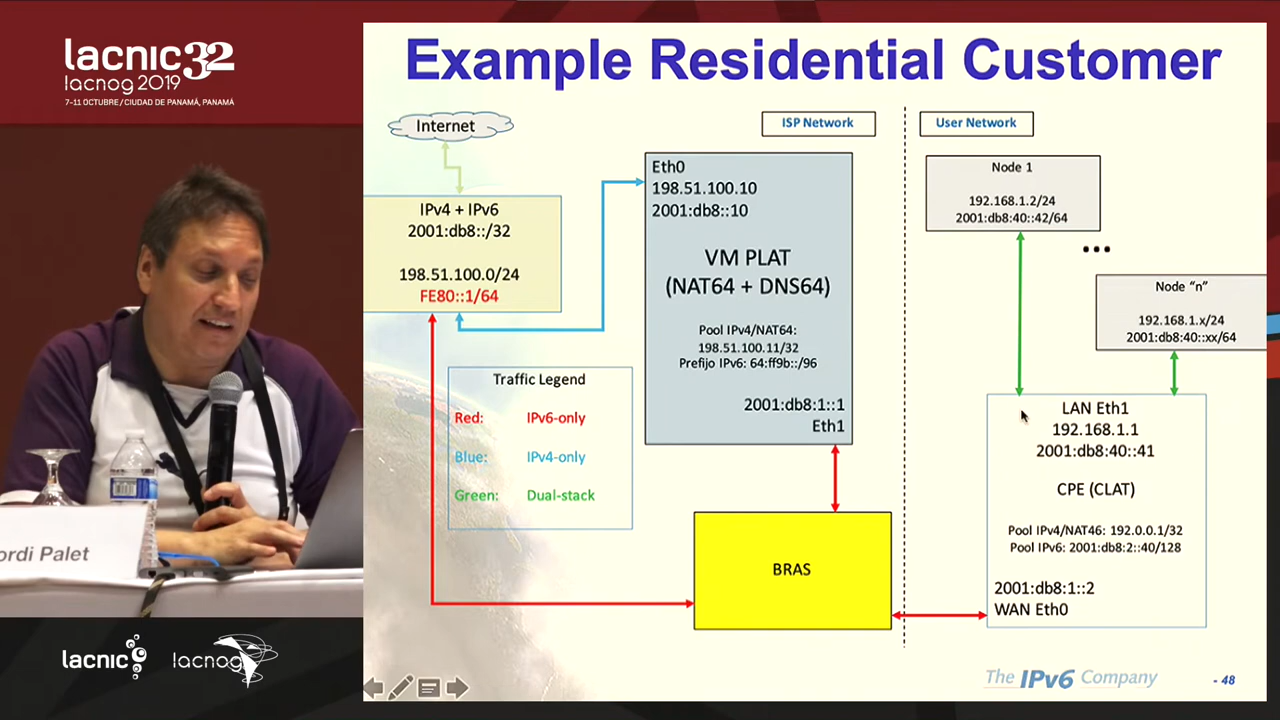 lacnic32
lacnog 2019
7-11 OCTUBRE / CIUDAD DE PANAMÁ, PANAMÁ
Example Residential Customer
Internet
ISP Network
User Network
IPv4 + IPv6
2001:db8::/32
198.51.100.0/24
FE80::1/64
Eth0
198.51.100.10
2001:db8::10
VM PLAT
(NAT64 + DNS64)
Pool IPv4/NAT64:
198.51.100.11/32
Prefijo IPv6: 64:ff9b::/96
2001:db8:1::1
Eth1
Node 1
192.168.1.2/24
2001:db8:40::42/64
...
Node “n”
192.168.1.x/24
2001:db8:40::xx/64
Traffic Legend
Red: IPv6-only
Blue: IPv4-only
Green: Dual-stack
BRAS
LAN Eth1
192.168.1.1
2001:db8:40::41
CPE (CLAT)
Pool IPv4/NAT46: 192.0.0.1/32
Pool IPv6: 2001:db8:2::40/128
2001:db8:1::2
WAN Eth0
ordi Palet
lacnic
lacnog
The IPv6 Company
- 48